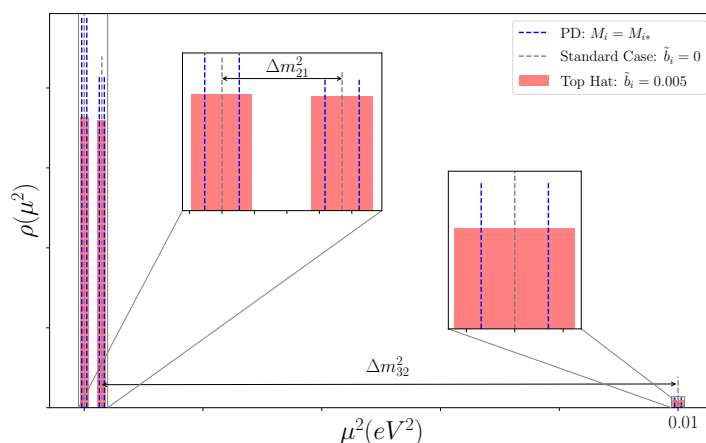 PD: $M_i = M_{i*}$
Standard Case: $\tilde{b}_i = 0$
Top Hat: $\tilde{b}_i = 0.005$
$\Delta m^2_{21}$
$\rho(\mu^2)$
$\Delta m^2_{32}$
0.01
$\mu^2(eV^2)$